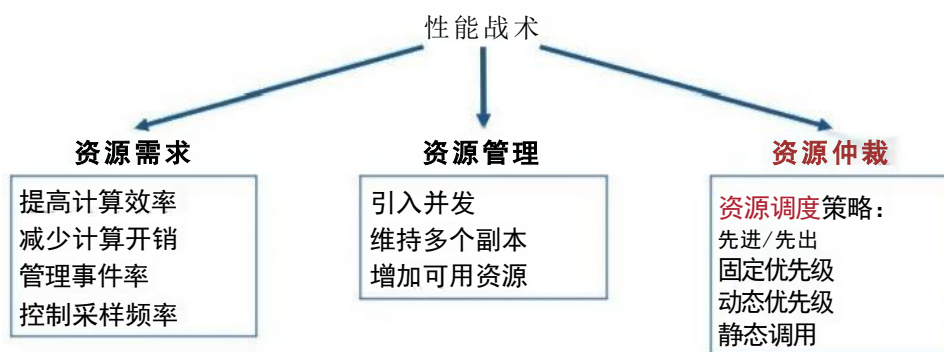 性能战术
资源需求
提高计算效率
减少计算开销
管理事件率
控制采样频率
资源管理
引入并发
维持多个副本
增加可用资源
资源仲裁
资源调度策略：
先进/先出
固定优先级
动态优先级
静态调用